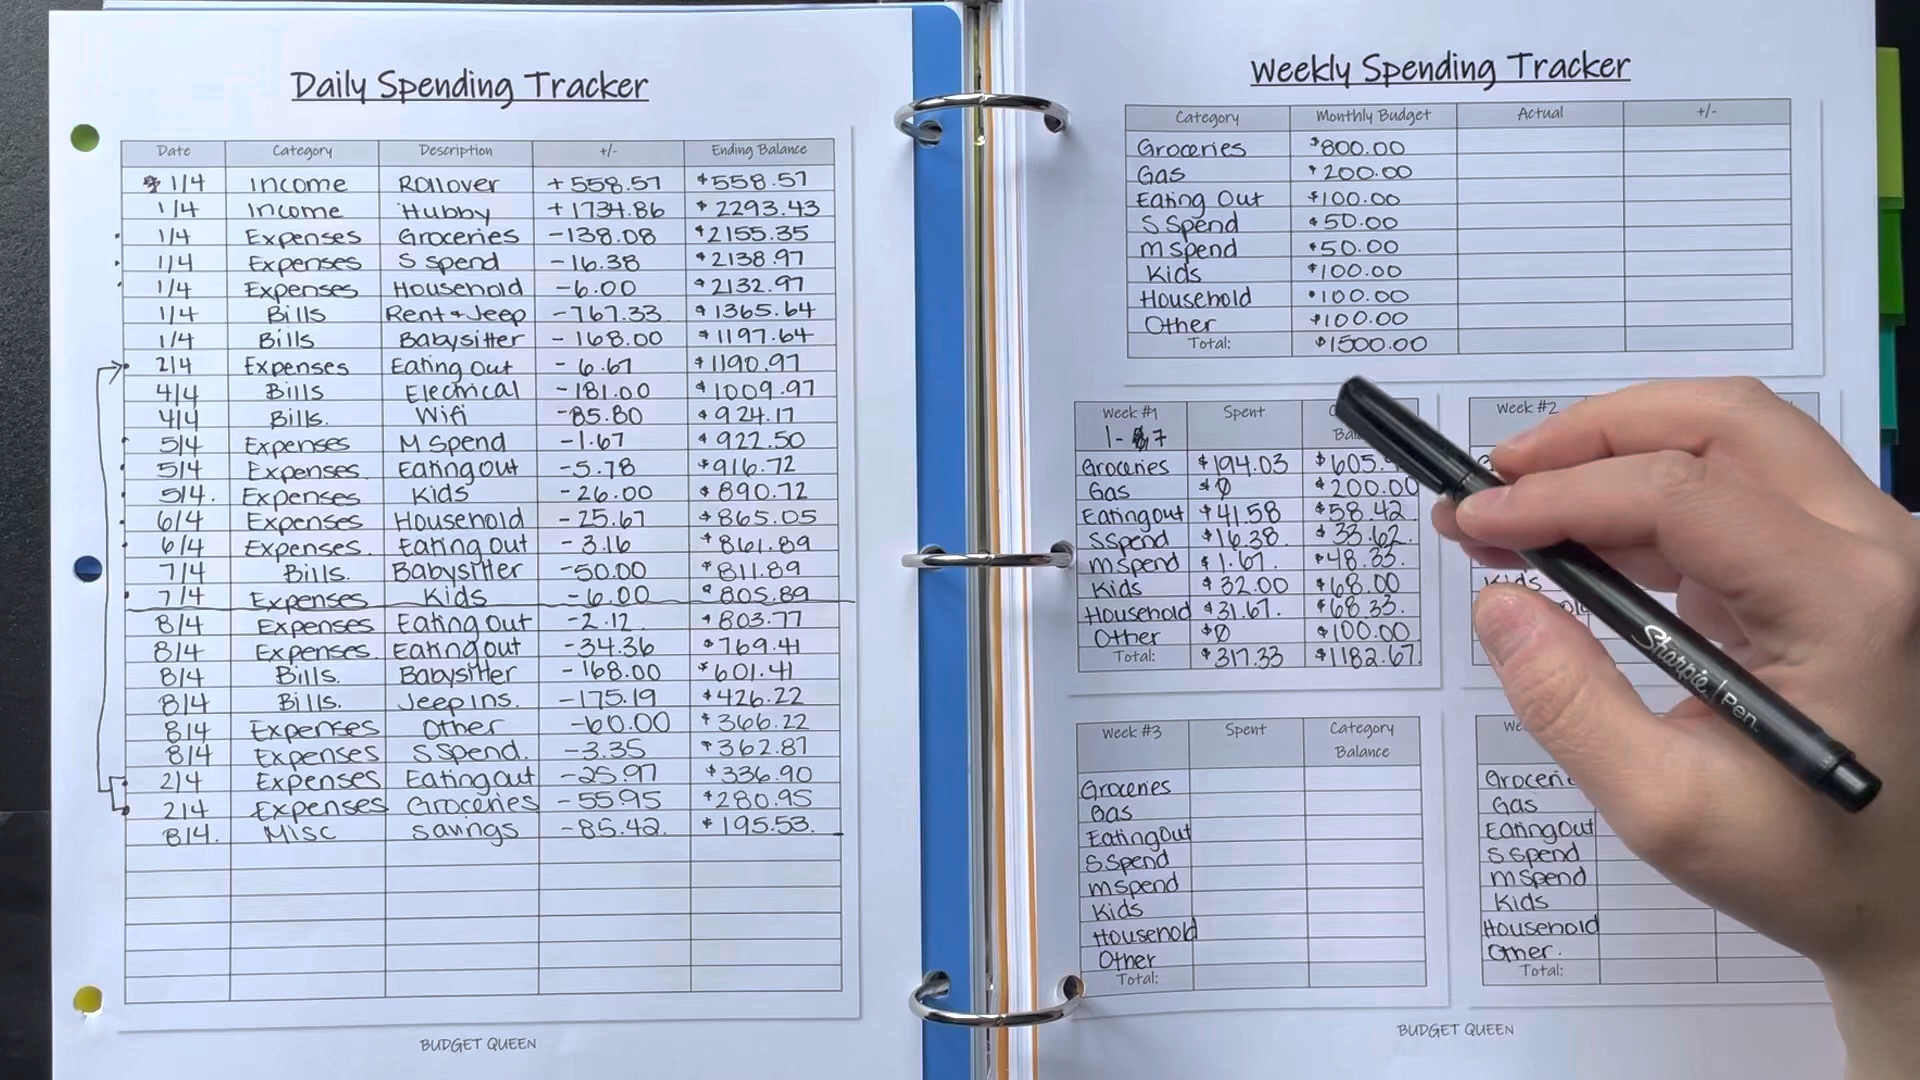 Daily Spending Tracker
Date Category Description +/- Ending Balance
1/4 Income Rollover +558.57 $558.57
1/4 Income Hubby +1734.86 $2293.43
1/4 Expenses Groceries -138.08 $2155.35
1/4 Expenses S spend -16.38 $2138.97
1/4 Expenses Household -6.00 $2132.97
1/4 Bills Rent + Jeep -767.33 $1365.64
1/4 Bills Babysitter -168.00 $1197.64
2/4 Expenses Eating Out -6.67 $1190.97
4/4 Bills Electrical -181.00 $1009.97
4/4 Bills. Wifi -85.80 $924.17
5/4 Expenses M Spend -1.67 $922.50
5/4 Expenses Eating out -5.78 $916.72
5/4. Expenses Kids -26.00 $890.72
6/4 Expenses Household -25.67 $865.05
6/4 Expenses. Eating out -3.16 $861.89
7/4 Bills. Babysitter -50.00 $811.89
7/4 Expenses Kids -6.00 $805.89
8/4 Expenses Eating out -2.12 $803.77
8/4 Expenses. Eating out -34.36 $769.41
8/4 Bills. Babysitter -168.00 $601.41
8/4 Bills. Jeep Ins. -175.19 $426.22
8/4 Expenses Other -60.00 $366.22
8/4 Expenses S Spend. -3.35 $362.87
2/4 Expenses Eating out -25.97 $336.90
2/4 Expenses Groceries -55.95 $280.95
8/4. Misc savings -85.42. $195.53.
BUDGET QUEEN
Weekly Spending Tracker
Category Monthly Budget Actual +/-
Groceries $800.00
Gas $200.00
Eating Out $100.00
S Spend $50.00
M Spend $50.00
Kids $100.00
Household $100.00
Other $100.00
Total: $1500.00
Week #1 Spent
1- 7
Groceries $194.03 $605.
Gas $0 $200.00
Eating out $41.58 $58.42
S Spend $16.38 $33.62.
M Spend $1.67. $48.33.
Kids $32.00 $68.00
Household $31.67. $68.33.
Other $0 $100.00
Total: $317.33 $1182.67.
Week #2
Kids
Week #3 Spent Category Balance
Groceries
Gas
Eating Out
S Spend
M Spend
Kids
Household
Other
Total:
Gas
Eating Out
S Spend
M Spend
Kids
Household
Other.
Total:
BUDGET QUEEN
Sharpie | Pen.